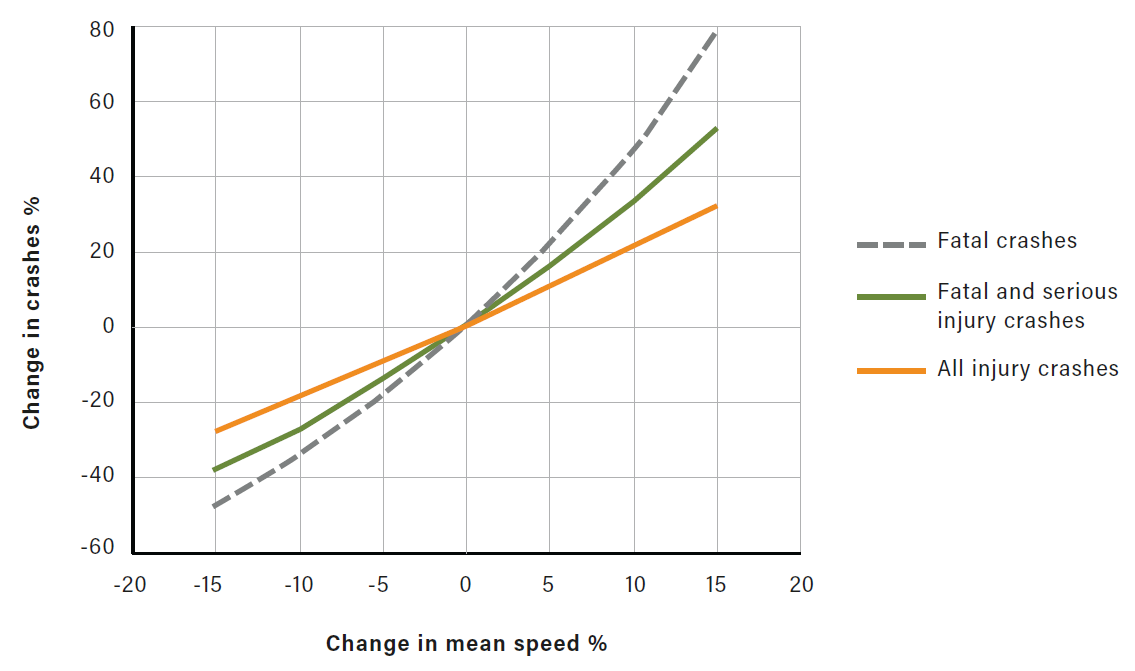 80
60
40
20
0
-20
-40
-60
-20 -15 -10 -5 0 5 10 15 20
Change in crashes %
Change in mean speed %
Fatal crashes
Fatal and serious
injury crashes
All injury crashes